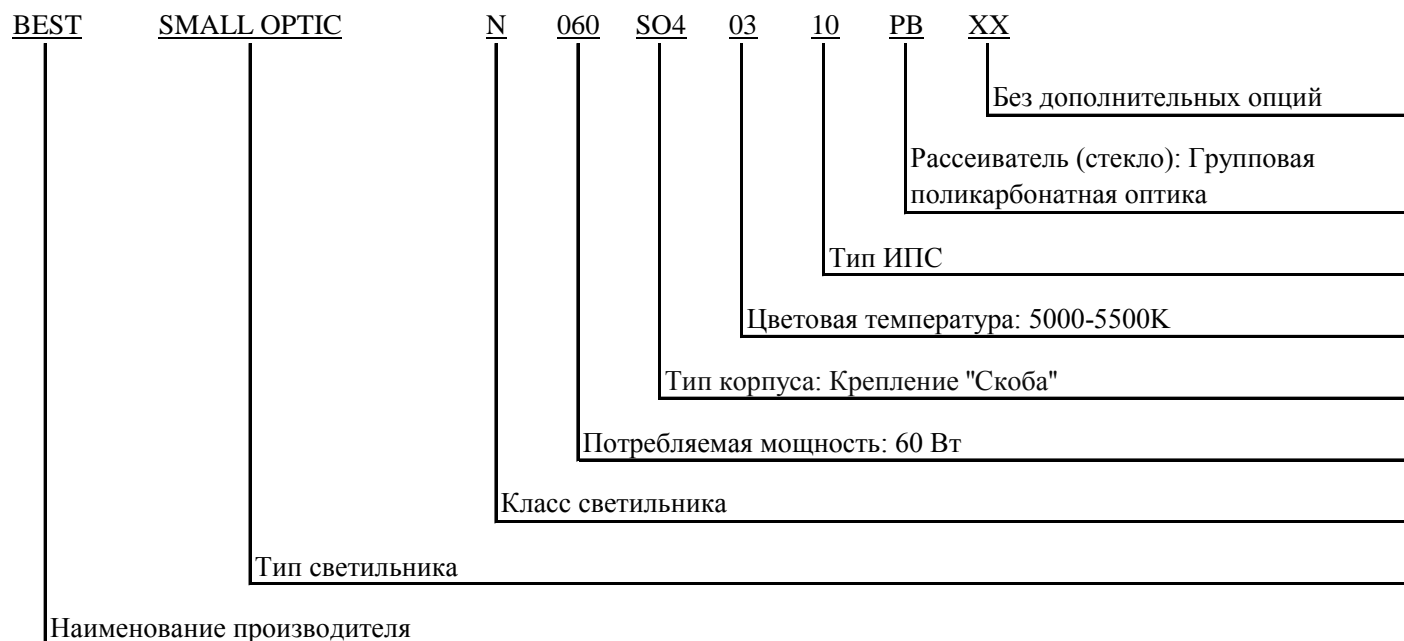 BEST SMALL OPTIC N 060 SO4 03 10 PB XX
Без дополнительных опций
Рассеиватель (стекло): Групповая
поликарбонатная оптика
Тип ИПС
Цветовая температура: 5000-5500K
Тип корпуса: Крепление "Скоба"
Потребляемая мощность: 60 Вт
Класс светильника
Тип светильника
Наименование производителя